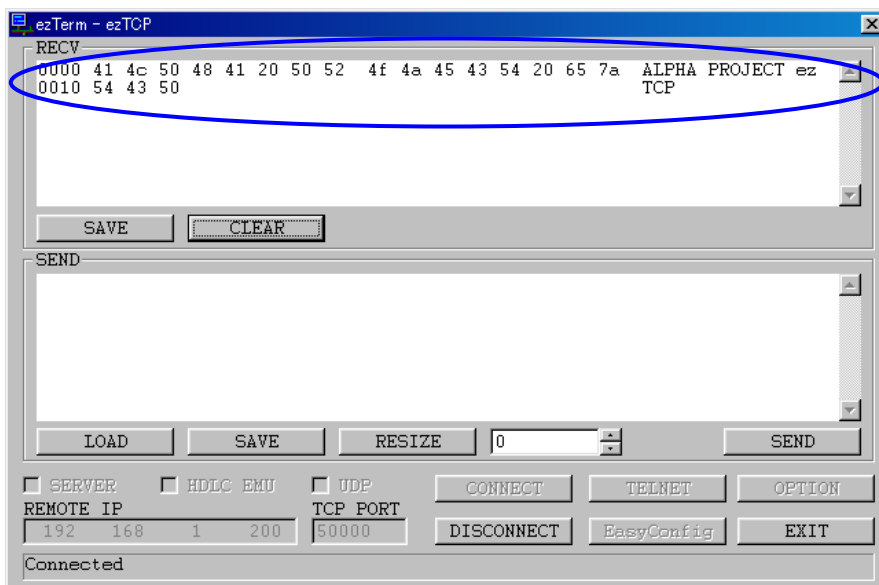 ezTerm - ezTCP
RECV
0000 41 4c 50 48 41 20 50 52 4f 4a 45 43 54 20 65 7a ALPHA PROJECT ez
0010 54 43 50 TCP
SAVE CLEAR
SEND
LOAD SAVE RESIZE 0 SEND
SERVER HDLC EMU UDP CONNECT TELNET OPTION
REMOTE IP TCP PORT
192 168 1 200 50000 DISCONNECT EasyConfig EXIT
Connected